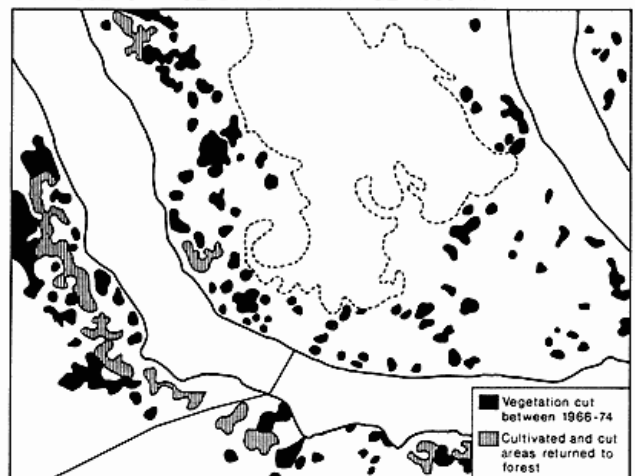 Vegetation cut
between 1966-74
Cultivated and cut
areas returned to
forest